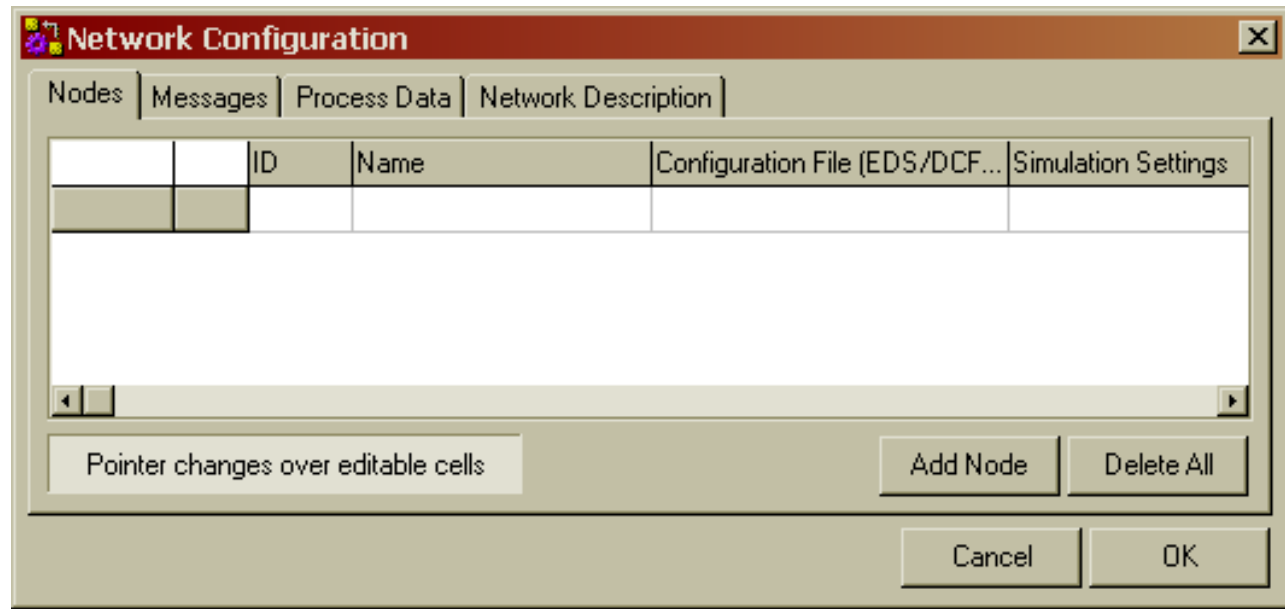 Network Configuration
Nodes Messages Process Data Network Description
ID Name Configuration File (EDS/DCF... Simulation Settings
Pointer changes over editable cells Add Node Delete All
Cancel OK